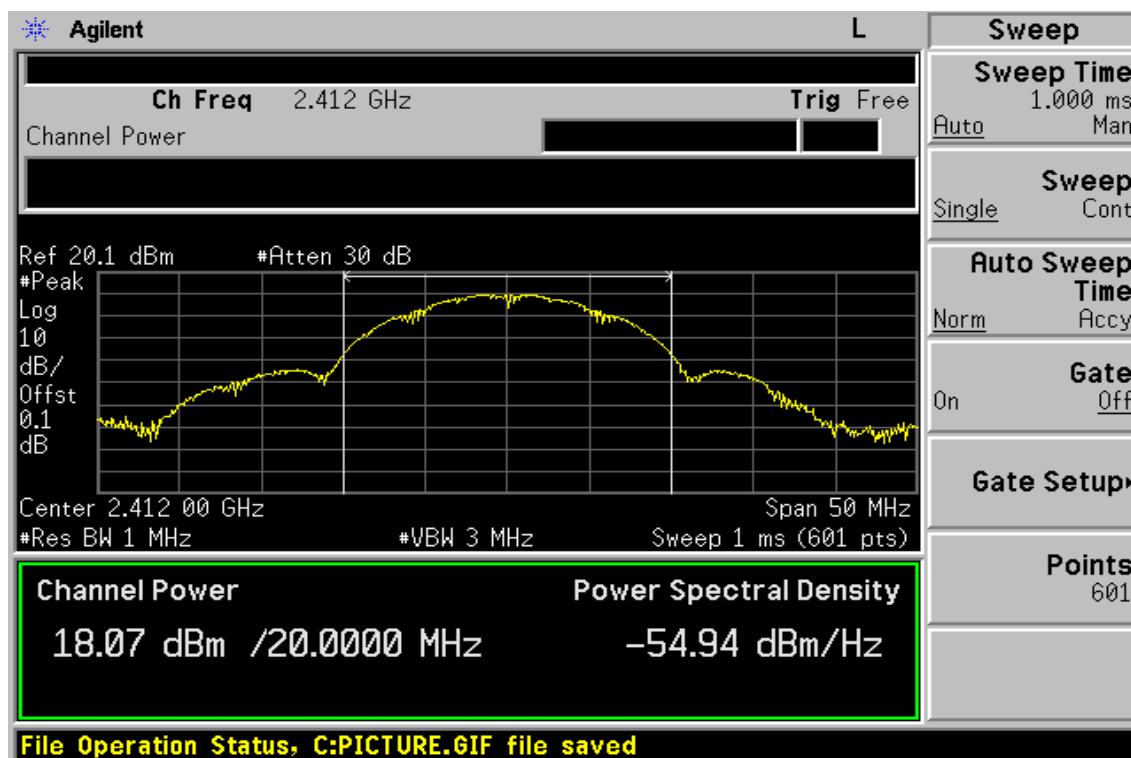 Agilent L
Ch Freq 2.412 GHz Trig Free
Channel Power
Ref 20.1 dBm #Atten 30 dB
#Peak
Log
10
dB/
Offst
0.1
dB
Center 2.412 00 GHz Span 50 MHz
#Res BW 1 MHz #VBW 3 MHz Sweep 1 ms (601 pts)
Channel Power Power Spectral Density
18.07 dBm /20.0000 MHz -54.94 dBm/Hz
File Operation Status, C:PICTURE.GIF file saved
Sweep
Sweep Time
1.000 ms
Auto Man
Sweep
Single Cont
Auto Sweep
Time
Norm Accy
Gate
On Off
Gate Setup
Points
601